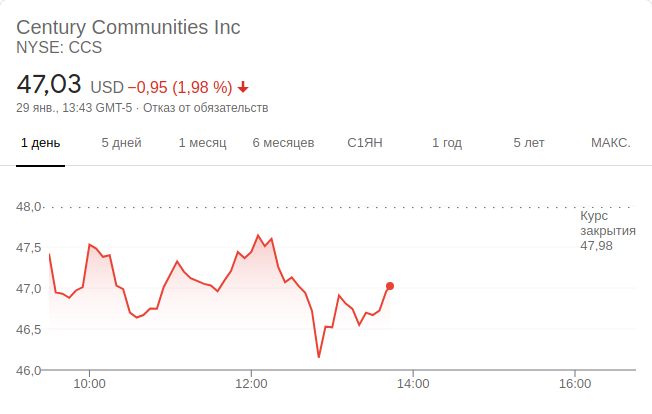 Century Communities Inc
NYSE: CCS
47,03 USD −0,95 (1,98 %)
29 янв., 13:43 GMT-5 · Отказ от обязательств
1 день 5 дней 1 месяц 6 месяцев С1ЯН 1 год 5 лет МАКС.
48,0
Курс
закрытия
47,98
47,5
47,0
46,5
46,0
10:00 12:00 14:00 16:00